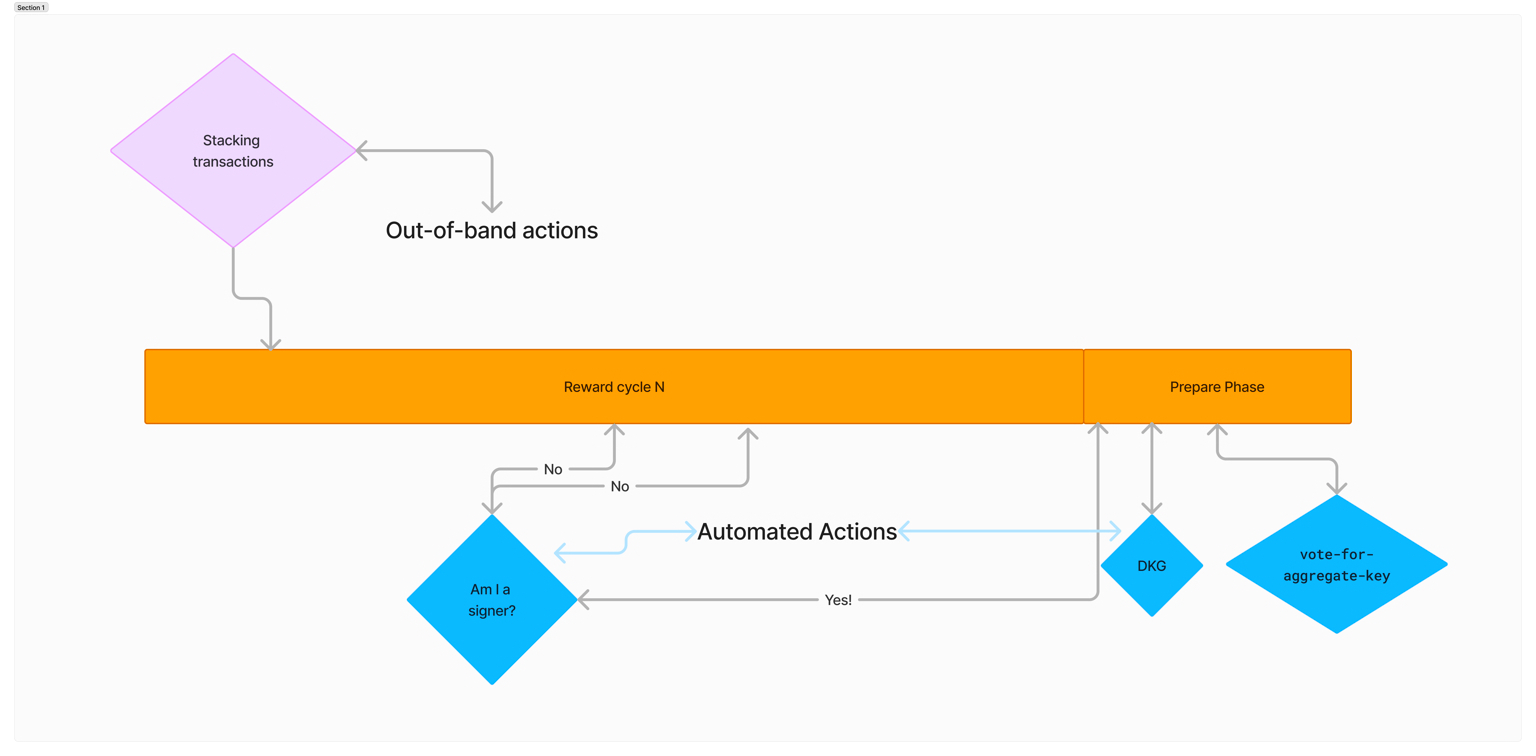 Section 1
Stacking
transactions
Out-of-band actions
Reward cycle N
Prepare Phase
No
No
Automated Actions
Am I a
signer?
Yes!
DKG
vote-for-
aggregate-key